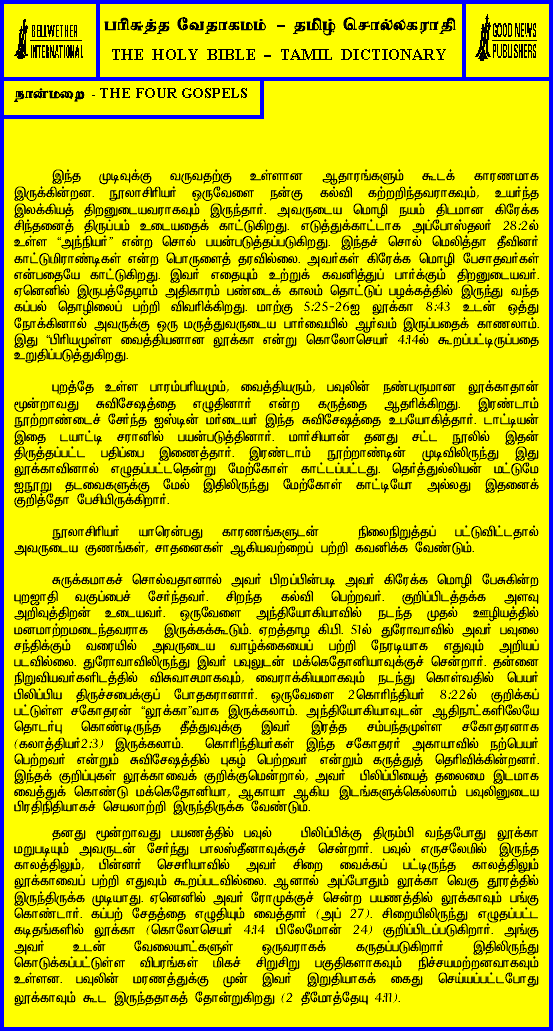 BELLWETHER
INTERNATIONAL
பரிசுத்த வேதாகமம் – தமிழ் சொல்லகராதி
THE HOLY BIBLE – TAMIL DICTIONARY
GOOD NEWS
PUBLISHERS
நான்மறை - THE FOUR GOSPELS
இந்த முடிவுக்கு வருவதற்கு உள்ளான ஆதாரங்களும் கூடக் காரணமாக
இருக்கின்றன. நூலாசிரியர் ஒருவேளை நன்கு கல்வி கற்றறிந்தவராகவும், உயர்ந்த
இலக்கியத் திறனுடையவராகவும் இருந்தார். அவருடைய மொழி நயம் திடமான கிரேக்க
சிந்தனைத் திருப்பம் உடையதைக் காட்டுகிறது. எடுத்துக்காட்டாக அப்போஸ்தலர் 28:2ல்
உள்ள “அந்நியர்” என்ற சொல் பயன்படுத்தப்படுகிறது. இந்தச் சொல் மெலித்தா தீவினர்
காட்டுமிராண்டிகள் என்ற பொருளைத் தரவில்லை. அவர்கள் கிரேக்க மொழி பேசாதவர்கள்
என்பதையே காட்டுகிறது. இவர் எதையும் உற்றுக் கவனித்துப் பார்க்கும் திறனுடையவர்.
ஏனெனில் இருபத்தேழாம் அதிகாரம் பண்டைக் காலம் தொட்டுப் பழக்கத்தில் இருந்து வந்த
கப்பல் தொழிலைப் பற்றி விவரிக்கிறது. மாற்கு 5:25-26ஐ லூக்கா 8:43 உடன் ஒத்து
நோக்கினால் அவருக்கு ஒரு மருத்துவருடைய பார்வையில் ஆர்வம் இருப்பதைக் காணலாம்.
இது “பிரியமுள்ள வைத்தியனான லூக்கா என்று கொலோசெயர் 4:14ல் கூறப்பட்டிருப்பதை
உறுதிப்படுத்துகிறது.
புறத்தே உள்ள பாரம்பரியமும், வைத்தியரும், பவுலின் நண்பருமான லூக்காதான்
மூன்றாவது சுவிசேஷத்தை எழுதினார் என்ற கருத்தை ஆதரிக்கிறது. இரண்டாம்
நூற்றாண்டைச் சேர்ந்த ஐஸ்டின் மர்டையர் இந்த சுவிசேஷத்தை உபயோகித்தார். டாட்டியன்
இதை டயாட்டி சரானில் பயன்படுத்தினார். மார்சியான் தனது சட்ட நூலில் இதன்
திருத்தப்பட்ட பதிப்பை இணைத்தார். இரண்டாம் நூற்றாண்டின் முடிவிலிருந்து இது
லூக்காவினால் எழுதப்பட்டதென்று மேற்கோள் காட்டப்பட்டது. தெர்த்துல்லியன் மட்டுமே
ஐநூறு தடவைகளுக்கு மேல் இதிலிருந்து மேற்கோள் காட்டியோ அல்லது இதனைக்
குறித்தோ பேசியிருக்கிறார்.
நூலாசிரியர் யாரென்பது காரணங்களுடன் நிலைநிறுத்தப் பட்டுவிட்டதால்
அவருடைய குணங்கள், சாதனைகள் ஆகியவற்றைப் பற்றி கவனிக்க வேண்டும்.
சுருக்கமாகச் சொல்வதானால் அவர் பிறப்பின்படி அவர் கிரேக்க மொழி பேசுகின்ற
புறஜாதி வகுப்பைச் சேர்ந்தவர். சிறந்த கல்வி பெற்றவர். குறிப்பிடத்தக்க அளவு
அறிவுத்திறன் உடையவர். ஒருவேளை அந்தியோகியாவில் நடந்த முதல் ஊழியத்தில்
மனமாற்றமடைந்தவராக இருக்கக்கூடும். ஏறத்தாழ கி.பி. 51ல் துரோவாவில் அவர் பவுலை
சந்திக்கும் வரையில் அவருடைய வாழ்க்கையைப் பற்றி நேரடியாக எதுவும் அறியப்
படவில்லை. துரோவாவிலிருந்து இவர் பவுலுடன் மக்கெதோனியாவுக்குச் சென்றார். தன்னை
நிறுவியவர்களிடத்தில் விசுவாசமாகவும், வைராக்கியமாகவும் நடந்து கொள்வதில் பெயர்
பிலிப்பிய திருச்சபைக்குப் போதகரானார். ஒருவேளை 2கொரிந்தியர் 8:22ல் குறிக்கப்
பட்டுள்ள சகோதரன் “லூக்கா”வாக இருக்கலாம். அந்தியோகியாவுடன் ஆதிநாட்களிலேயே
தொடர்பு கொண்டிருந்த தீத்துவுக்கு இவர் இரத்த சம்பந்தமுள்ள சகோதரனாக
(கலாத்தியர்2:3) இருக்கலாம். கொரிந்தியர்கள் இந்த சகோதரர் அகாயாவில் நற்பெயர்
பெற்றவர் என்றும் சுவிசேஷத்தில் புகழ் பெற்றவர் என்றும் கருத்துத் தெரிவிக்கின்றனர்.
இந்தக் குறிப்புகள் லூக்காவைக் குறிக்குமென்றால், அவர் பிலிப்பியைத் தலைமை இடமாக
வைத்துக் கொண்டு மக்கெதோனியா, ஆகாயா ஆகிய இடங்களுக்கெல்லாம் பவுலினுடைய
பிரதிநிதியாகச் செயலாற்றி இருந்திருக்க வேண்டும்.
தனது மூன்றாவது பயணத்தில் பவுல் பிலிப்பிக்கு திரும்பி வந்தபோது லூக்கா
மறுபடியும் அவருடன் சேர்ந்து பாலஸ்தீனாவுக்குச் சென்றார். பவுல் எருசலேமில் இருந்த
காலத்திலும், பின்னர் செசரியாவில் அவர் சிறை வைக்கப் பட்டிருந்த காலத்திலும்
லூக்காவைப் பற்றி எதுவும் கூறப்படவில்லை. ஆனால் அப்போதும் லூக்கா வெகு தூரத்தில்
இருந்திருக்க முடியாது. ஏனெனில் அவர் ரோமுக்குச் சென்ற பயணத்தில் லூக்காவும் பங்கு
கொண்டார். கப்பற் சேதத்தை எழுதியும் வைத்தார் (அப் 27). சிறையிலிருந்து எழுதப்பட்ட
கடிதங்களில் லூக்கா (கொலோசெயர் 4:14 பிலேமோன் 24) குறிப்பிடப்படுகிறார். அங்கு
அவர் உடன் வேலையாட்களுள் ஒருவராகக் கருதப்படுகிறார் இதிலிருந்து
கொடுக்கப்பட்டுள்ள விபரங்கள் மிகச் சிறுசிறு பகுதிகளாகவும் நிச்சயமற்றனவாகவும்
உள்ளன. பவுலின் மரணத்துக்கு முன் இவர் இறுதியாகக் கைது செய்யப்பட்டபோது
லூக்காவும் கூட இருந்ததாகத் தோன்றுகிறது (2 தீமோத்தேயு 4:11).